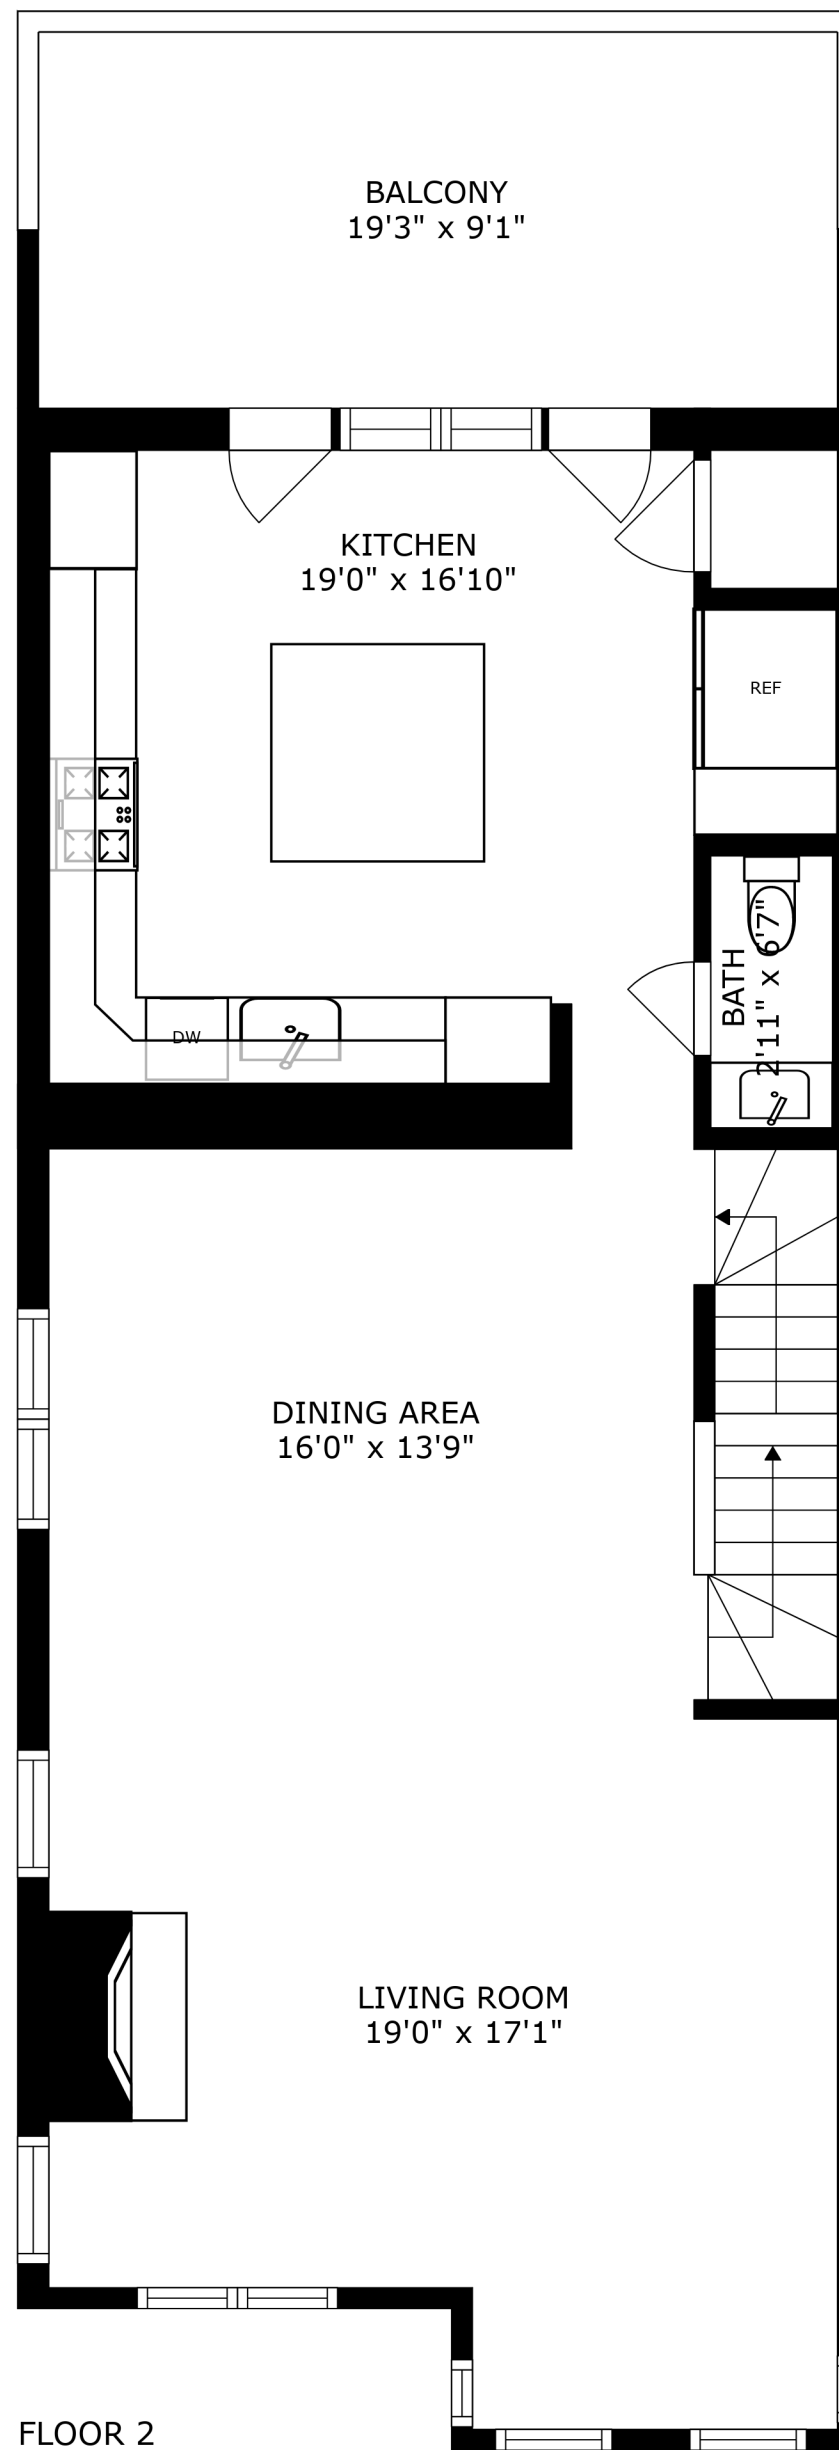 BALCONY
19'3" x 9'1"
KITCHEN
19'0" x 16'10"
REF
BATH
2'11" x 6'7"
DW
DINING AREA
16'0" x 13'9"
LIVING ROOM
19'0" x 17'1"
FLOOR 2